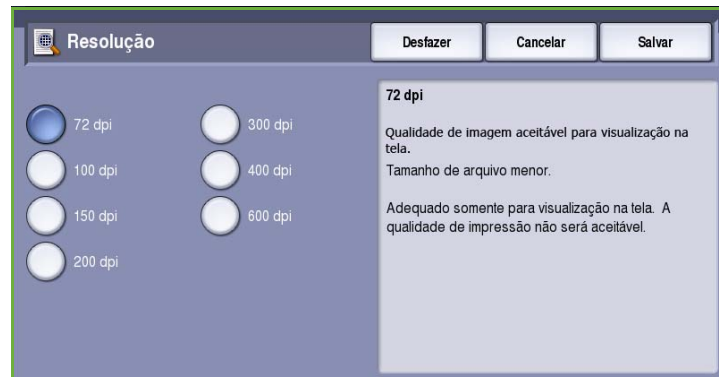 Resolução
Desfazer
Cancelar
Salvar
72 dpi
100 dpi
150 dpi
200 dpi
300 dpi
400 dpi
600 dpi
72 dpi
Qualidade de imagem aceitável para visualização na
tela.
Tamanho de arquivo menor.
Adequado somente para visualização na tela. A
qualidade de impressão não será aceitável.